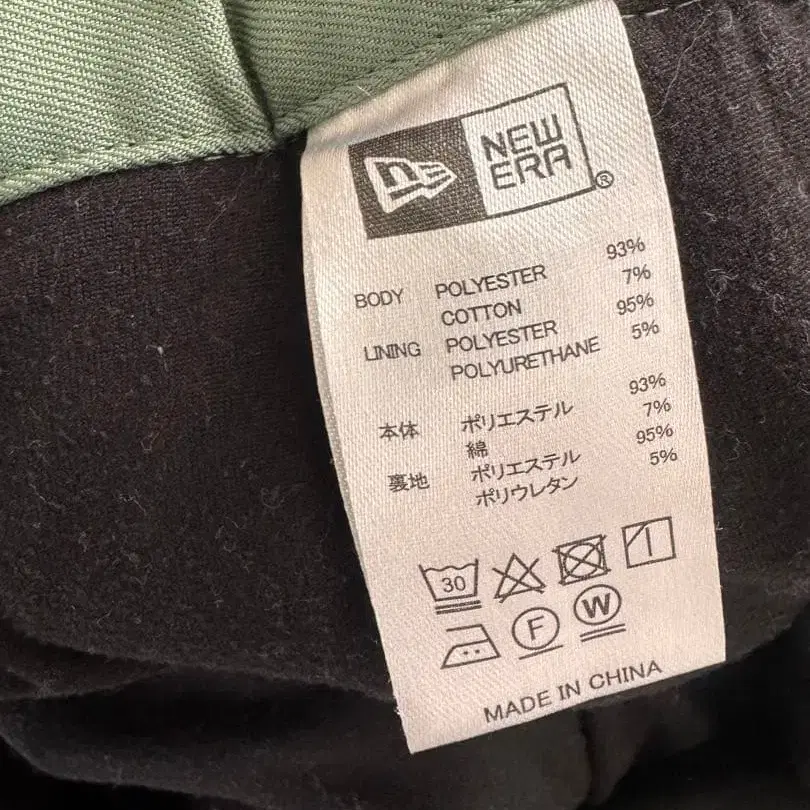 NEW ERA®
BODY POLYESTER 93%
COTTON 7%
LINING POLYESTER 95%
POLYURETHANE 5%
本体 ポリエステル 93%
綿 7%
裏地 ポリエステル 95%
ポリウレタン 5%
30
F W
MADE IN CHINA